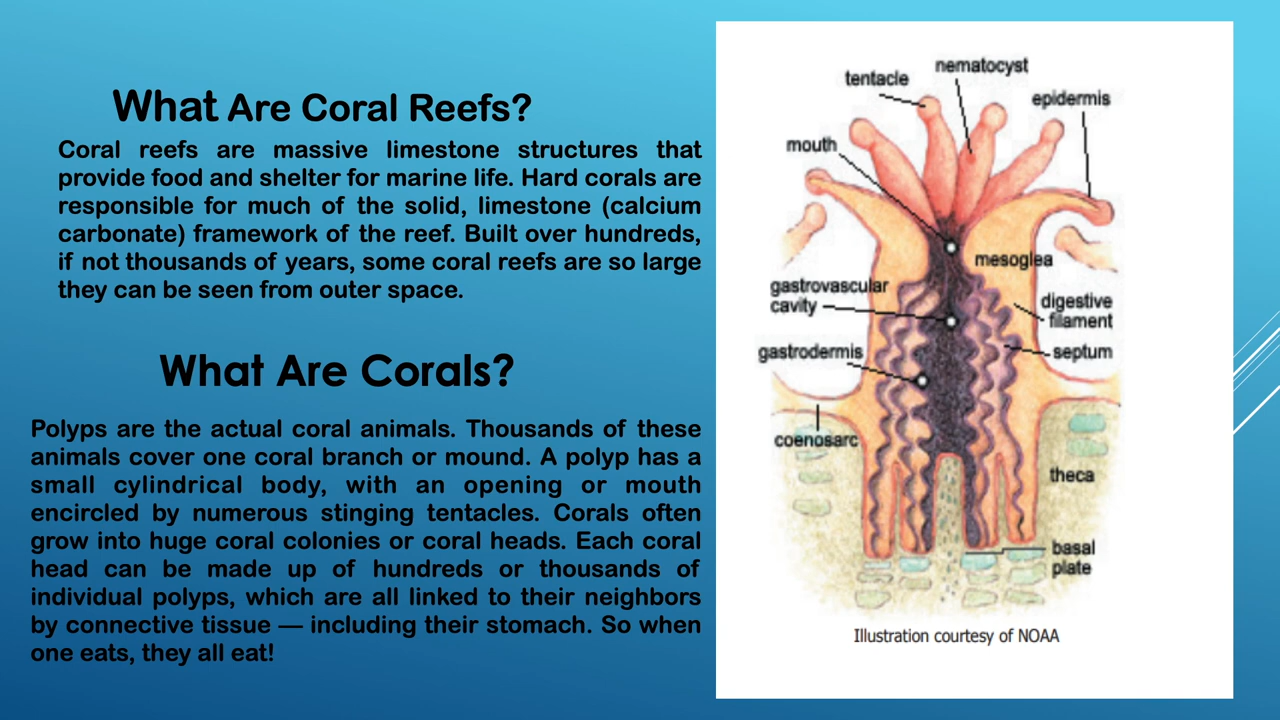 What Are Coral Reefs?
Coral reefs are massive limestone structures that
provide food and shelter for marine life. Hard corals are
responsible for much of the solid, limestone (calcium
carbonate) framework of the reef. Built over hundreds,
if not thousands of years, some coral reefs are so large
they can be seen from outer space.
What Are Corals?
Polyps are the actual coral animals. Thousands of these
animals cover one coral branch or mound. A polyp has a
small cylindrical body, with an opening or mouth
encircled by numerous stinging tentacles. Corals often
grow into huge coral colonies or coral heads. Each coral
head can be made up of hundreds or thousands of
individual polyps, which are all linked to their neighbors
by connective tissue — including their stomach. So when
one eats, they all eat!
nematocyst
tentacle
epidermis
mouth
mesoglea
gastrovascular
cavity
digestive
filament
gastrodermis
septum
coenosarc
theca
basal
plate
Illustration courtesy of NOAA